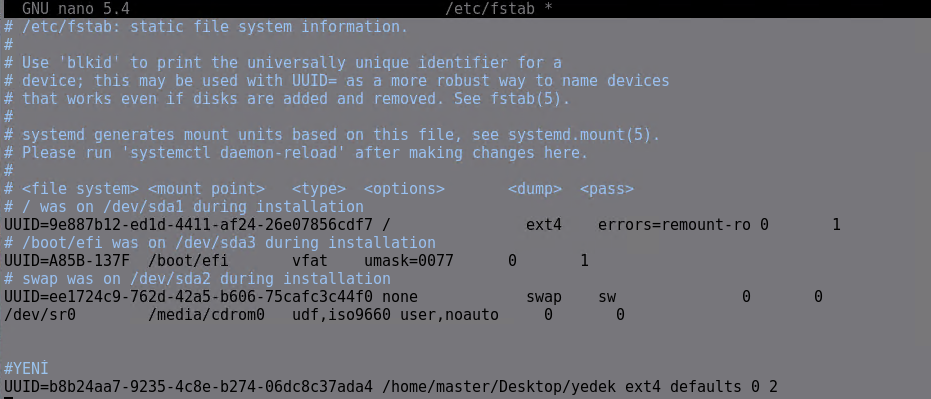 GNU nano 5.4 /etc/fstab *
# /etc/fstab: static file system information.
#
# Use 'blkid' to print the universally unique identifier for a
# device; this may be used with UUID= as a more robust way to name devices
# that works even if disks are added and removed. See fstab(5).
#
# systemd generates mount units based on this file, see systemd.mount(5).
# Please run 'systemctl daemon-reload' after making changes here.
#
# <file system> <mount point>   <type>  <options>       <dump>  <pass>
# / was on /dev/sda1 during installation
UUID=9e887b12-ed1d-4411-af24-26e07856cdf7 /               ext4    errors=remount-ro 0       1
# /boot/efi was on /dev/sda3 during installation
UUID=A85B-137F  /boot/efi       vfat    umask=0077      0       1
# swap was on /dev/sda2 during installation
UUID=ee1724c9-762d-42a5-b606-75cafc3c44f0 none            swap    sw              0       0
/dev/sr0        /media/cdrom0   udf,iso9660 user,noauto     0       0
#YENİ
UUID=b8b24aa7-9235-4c8e-b274-06dc8c37ada4 /home/master/Desktop/yedek ext4 defaults 0 2